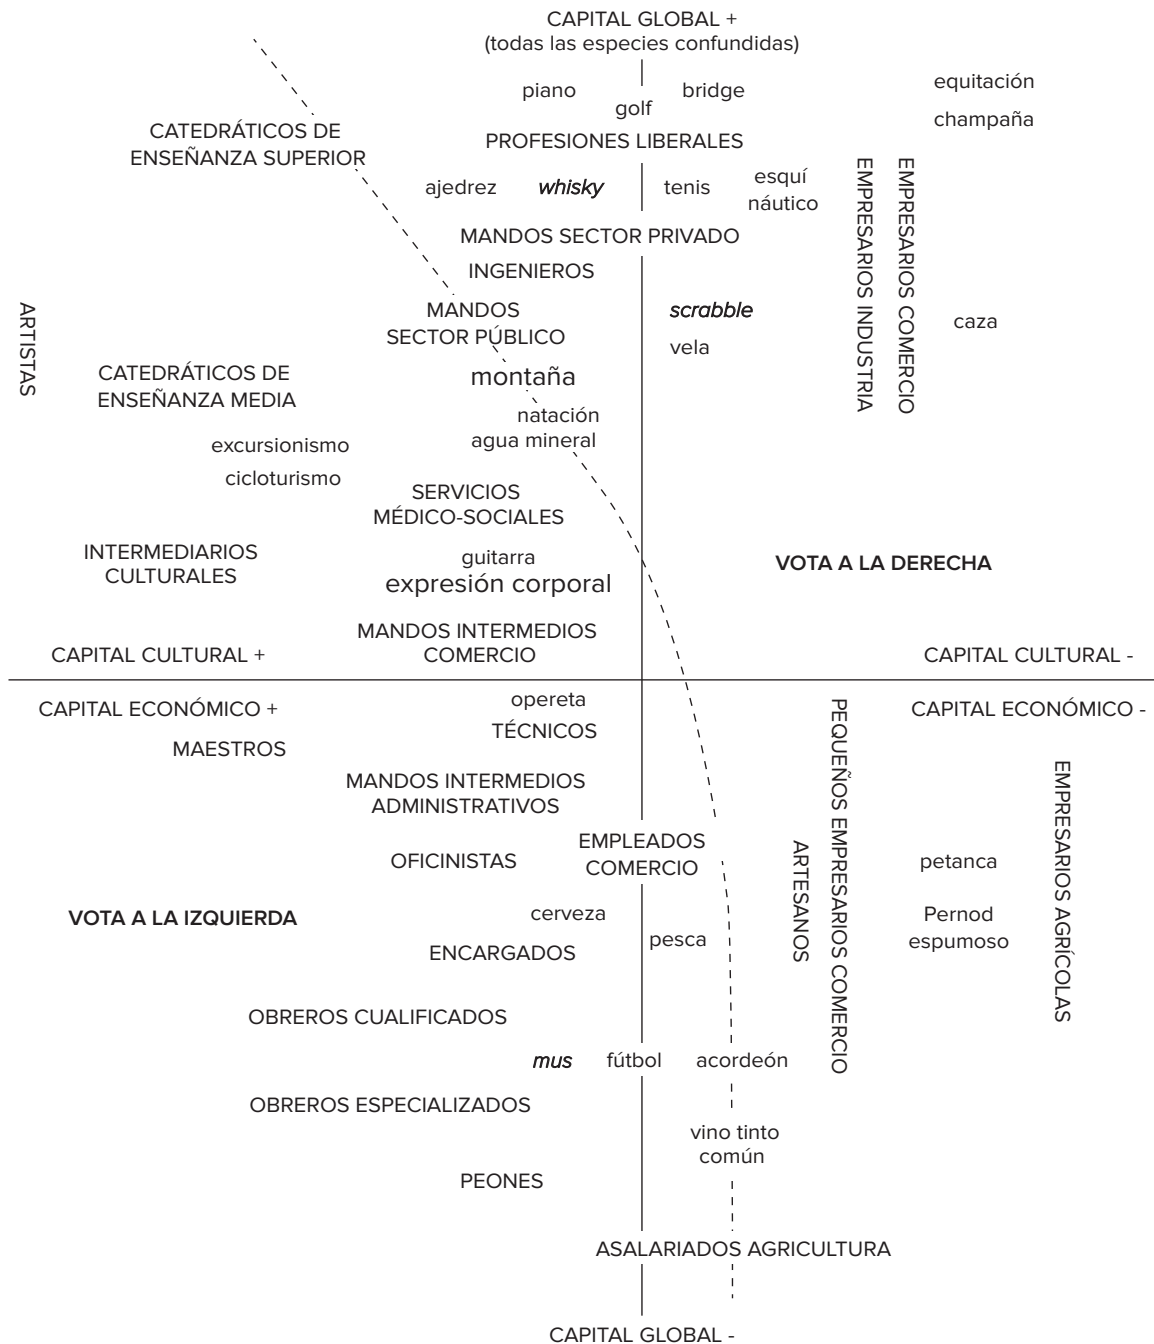 CAPITAL GLOBAL +
(todas las especies confundidas)
piano
bridge
golf
equitación
champaña
CATEDRÁTICOS DE
ENSEÑANZA SUPERIOR
PROFESIONES LIBERALES
ajedrez
whisky
tenis
esquí
náutico
EMPRESARIOS INDUSTRIA
EMPRESARIOS COMERCIO
MANDOS SECTOR PRIVADO
INGENIEROS
ARTISTAS
MANDOS
SECTOR PÚBLICO
scrabble
vela
caza
CATEDRÁTICOS DE
ENSEÑANZA MEDIA
montaña
natación
agua mineral
excursionismo
cicloturismo
SERVICIOS
MÉDICO-SOCIALES
INTERMEDIARIOS
CULTURALES
guitarra
expresión corporal
VOTA A LA DERECHA
MANDOS INTERMEDIOS
COMERCIO
CAPITAL CULTURAL +
CAPITAL CULTURAL -
CAPITAL ECONÓMICO +
CAPITAL ECONÓMICO -
opereta
TÉCNICOS
MAESTROS
MANDOS INTERMEDIOS
ADMINISTRATIVOS
EMPLEADOS
COMERCIO
OFICINISTAS
ARTESANOS
PEQUEÑOS EMPRESARIOS COMERCIO
EMPRESARIOS AGRÍCOLAS
petanca
VOTA A LA IZQUIERDA
cerveza
pesca
Pernod
espumoso
ENCARGADOS
OBREROS CUALIFICADOS
mus
fútbol
acordeón
OBREROS ESPECIALIZADOS
vino tinto
común
PEONES
ASALARIADOS AGRICULTURA
CAPITAL GLOBAL -